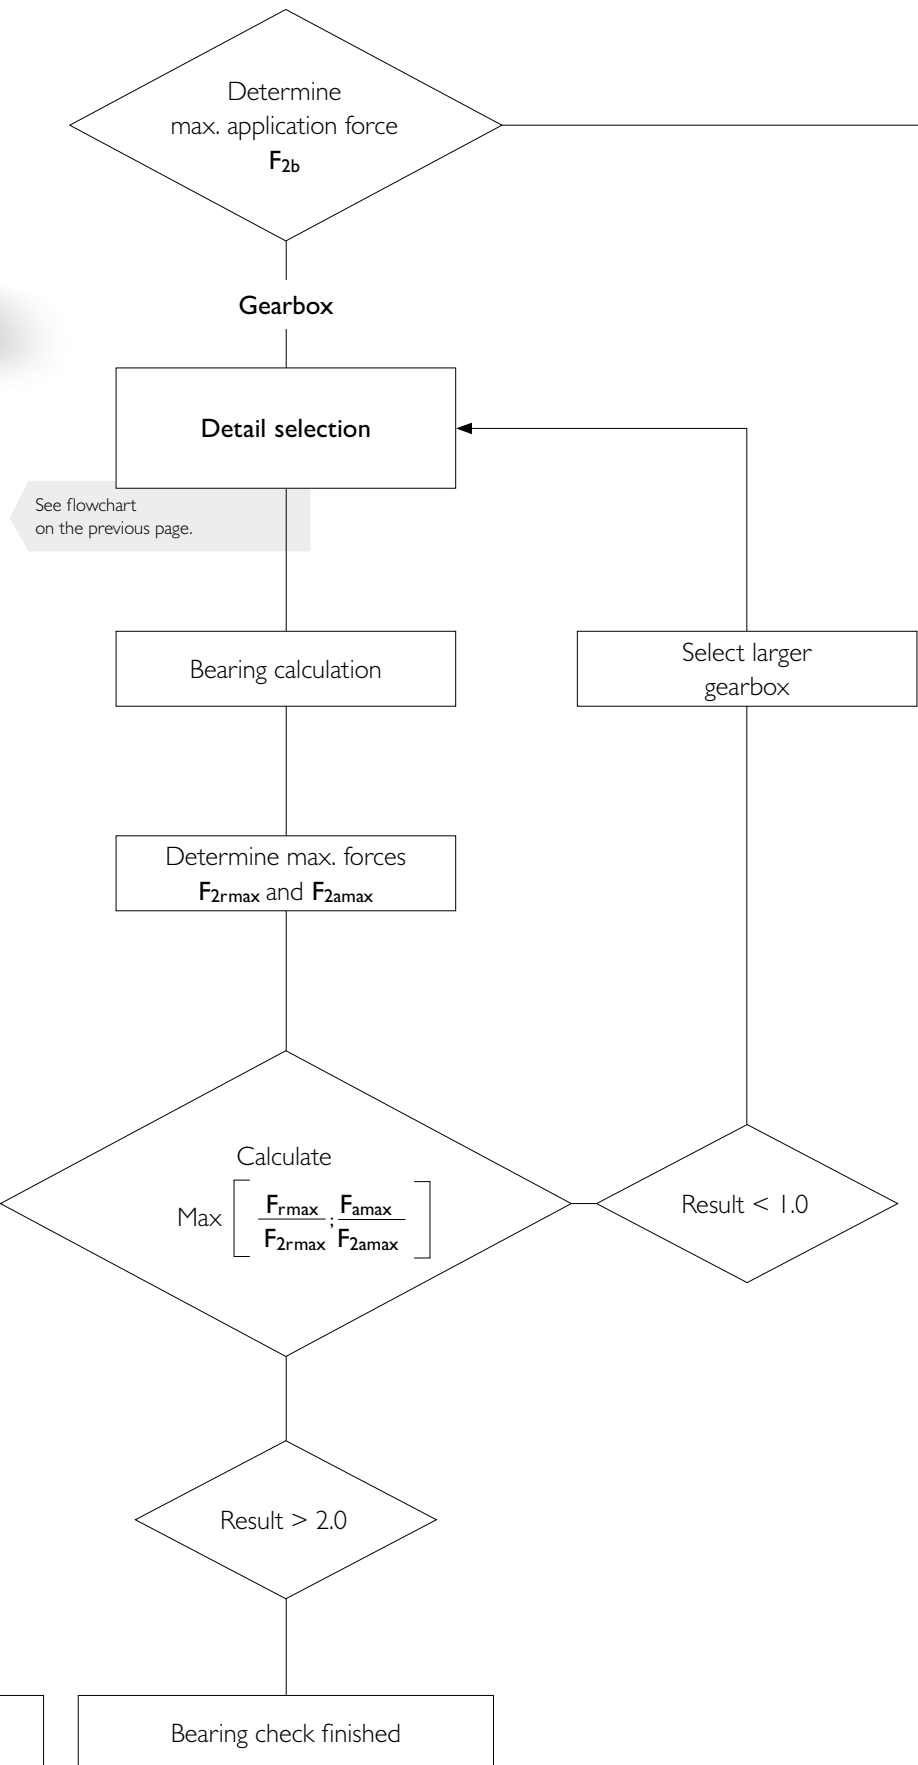 Determine
max. application force
F2b
Gearbox
Detail selection
See flowchart
on the previous page.
Bearing calculation
Select larger
gearbox
Determine max. forces
F2rmax and F2amax
Calculate
Max [ Frmax / F2rmax ; Famax / F2amax ]
Result < 1.0
Result > 2.0
Bearing check finished